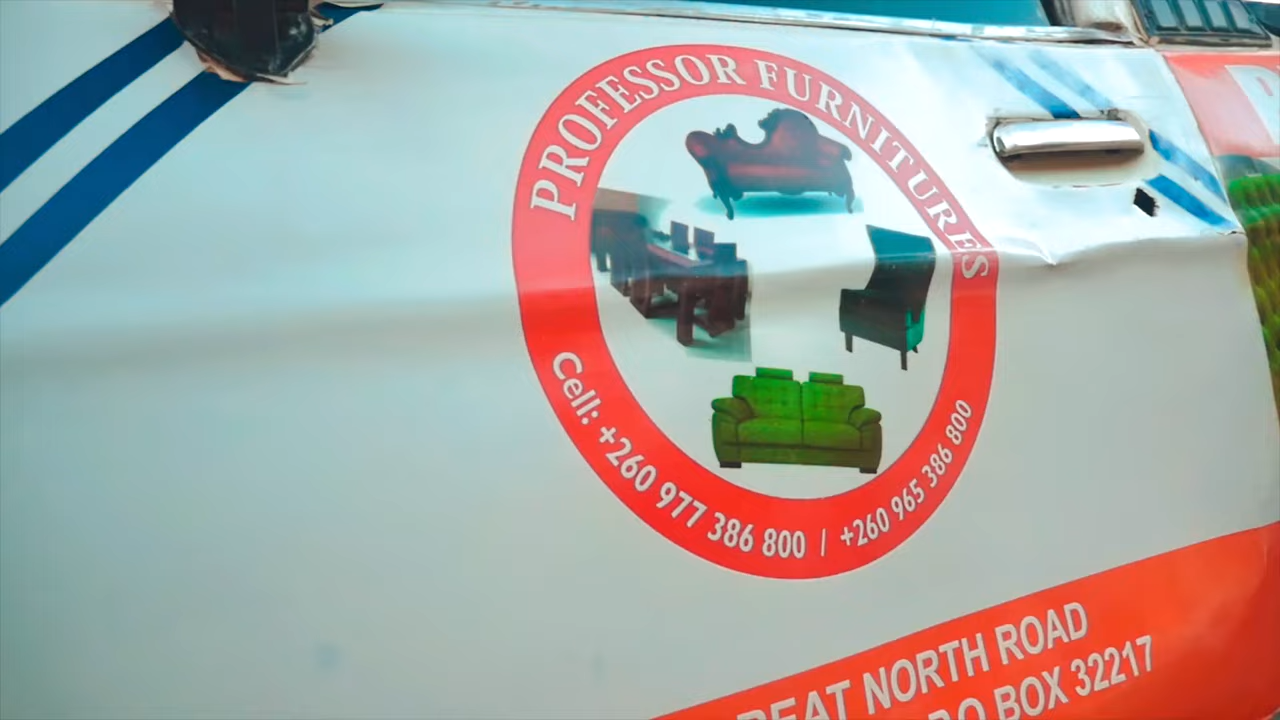 PROFESSOR FURNITURES
Cell: +260 977 386 800 / +260 965 386 800
NORTH ROAD
BOX 32217